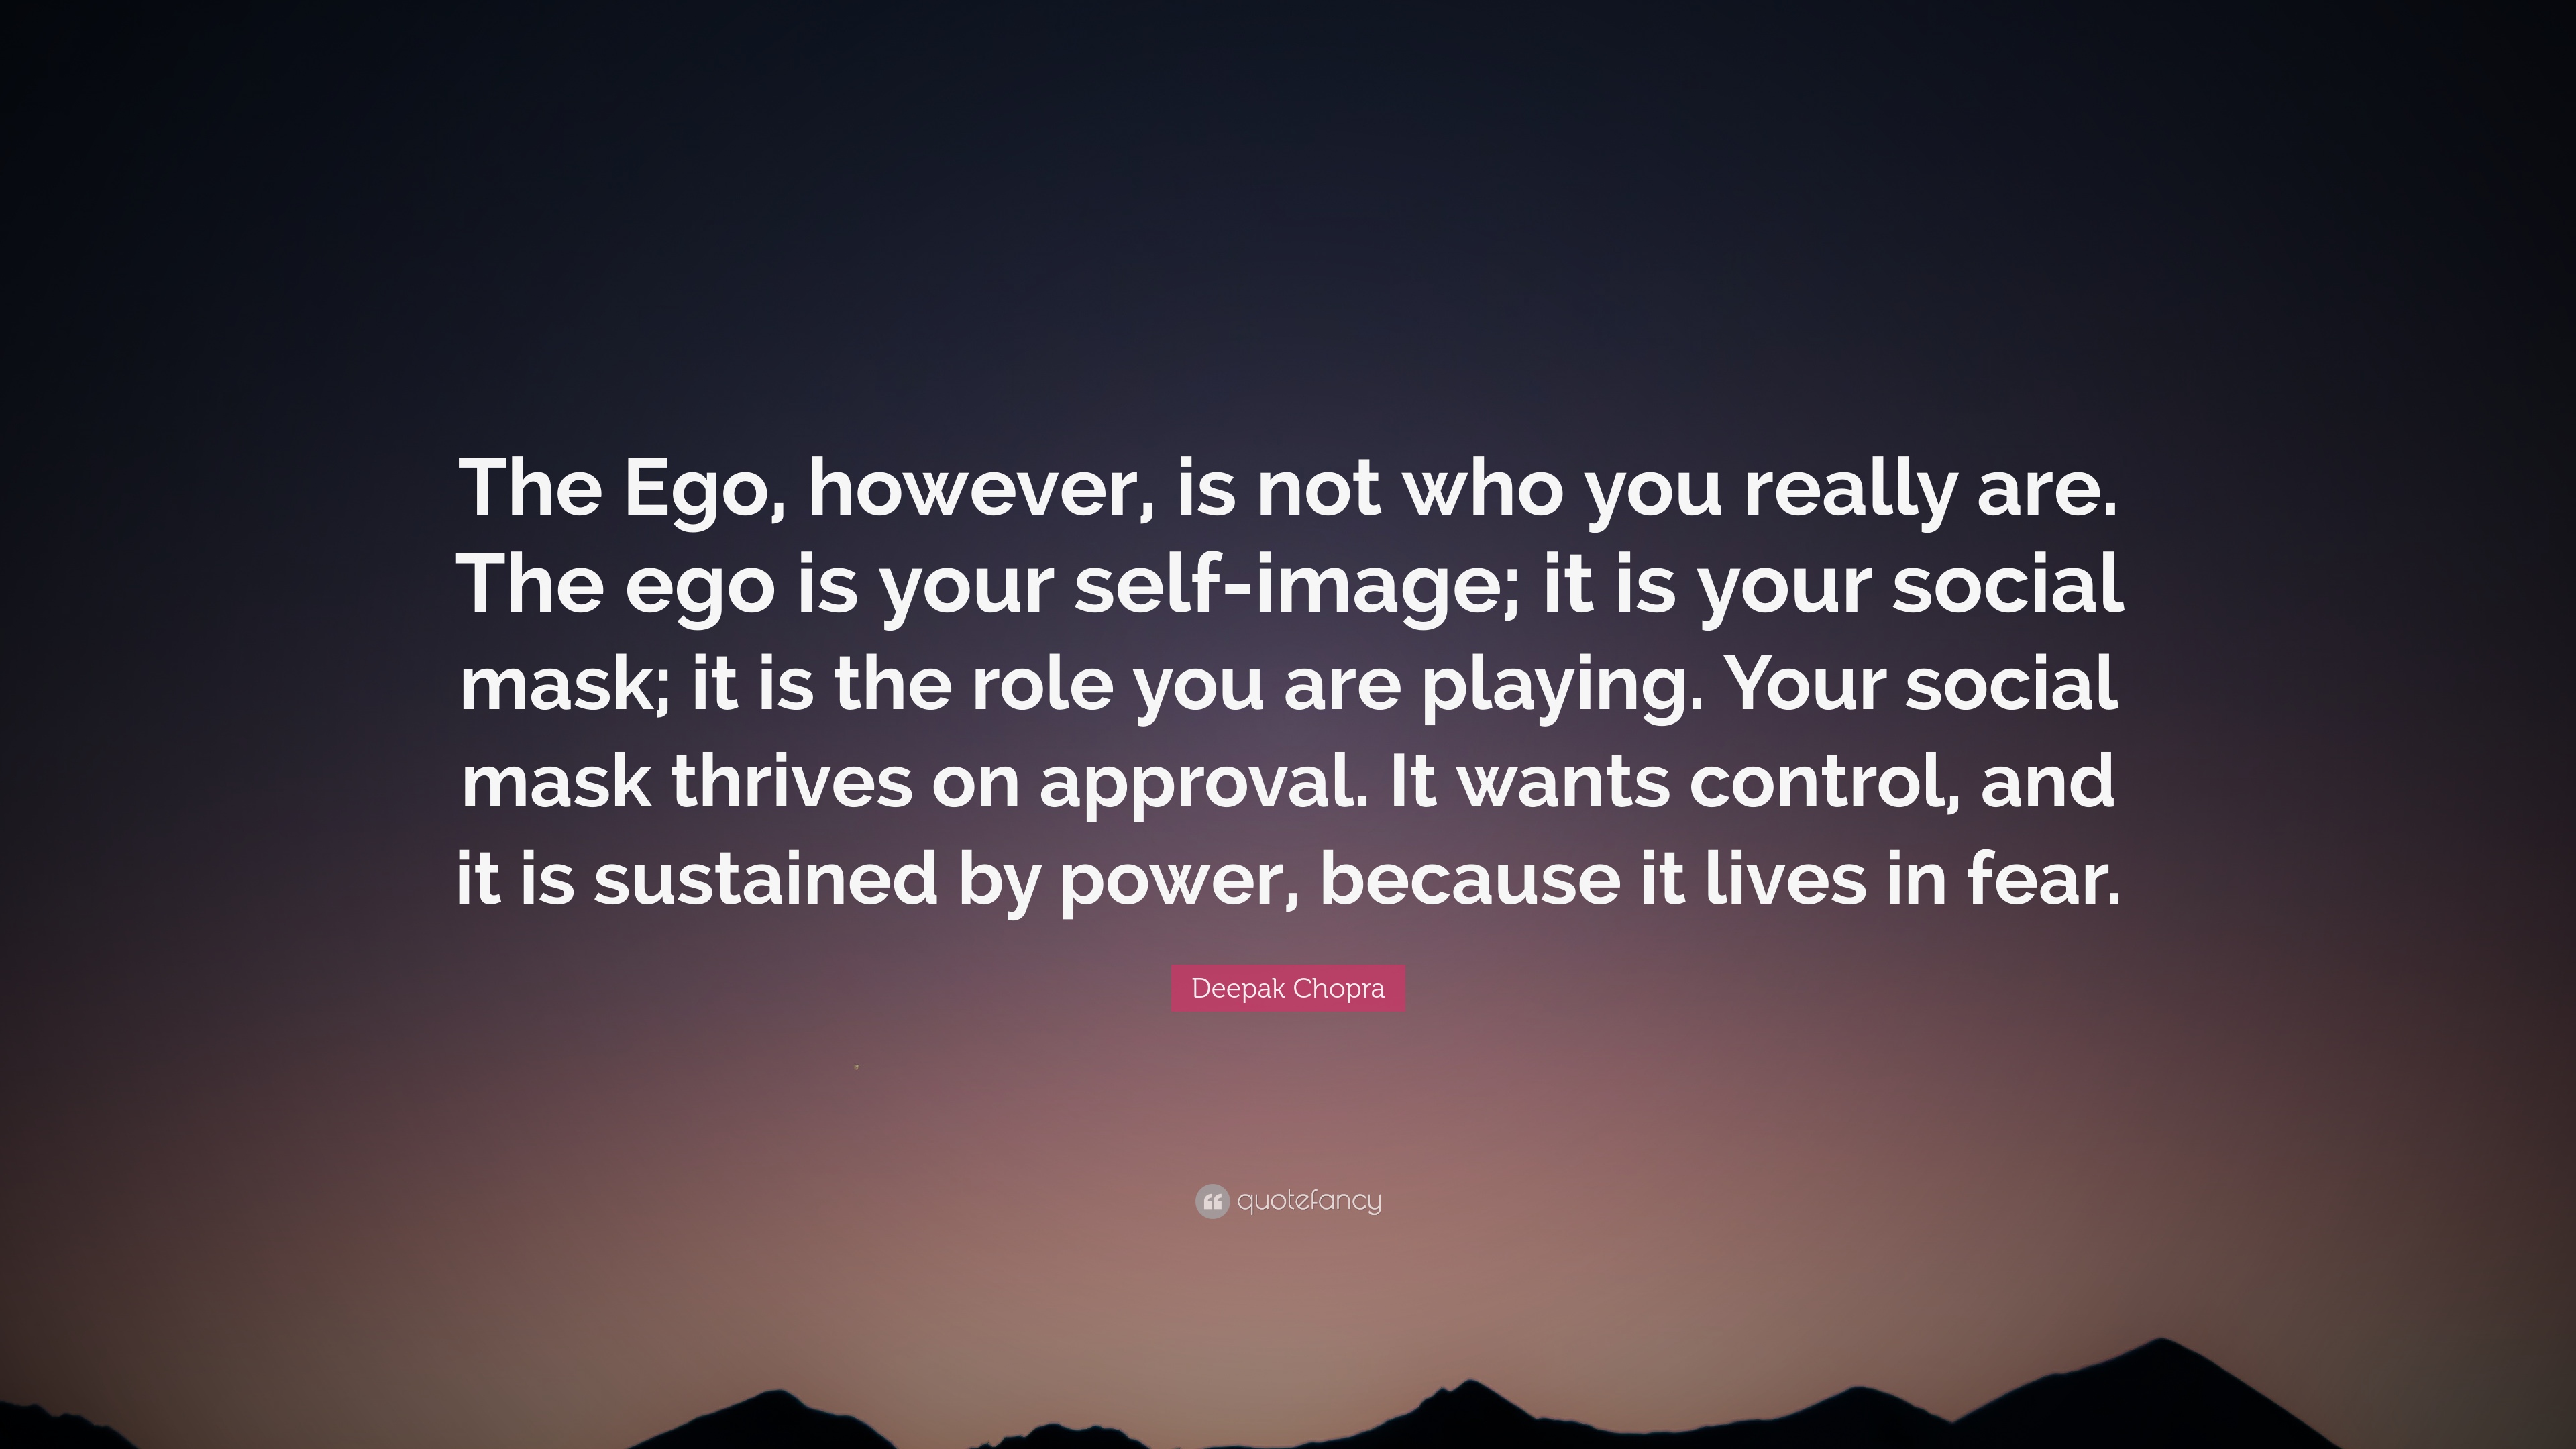 The Ego, however, is not who you really are.
The ego is your self-image; it is your social
mask; it is the role you are playing. Your social
mask thrives on approval. It wants control, and
it is sustained by power, because it lives in fear.
Deepak Chopra
quotefancy